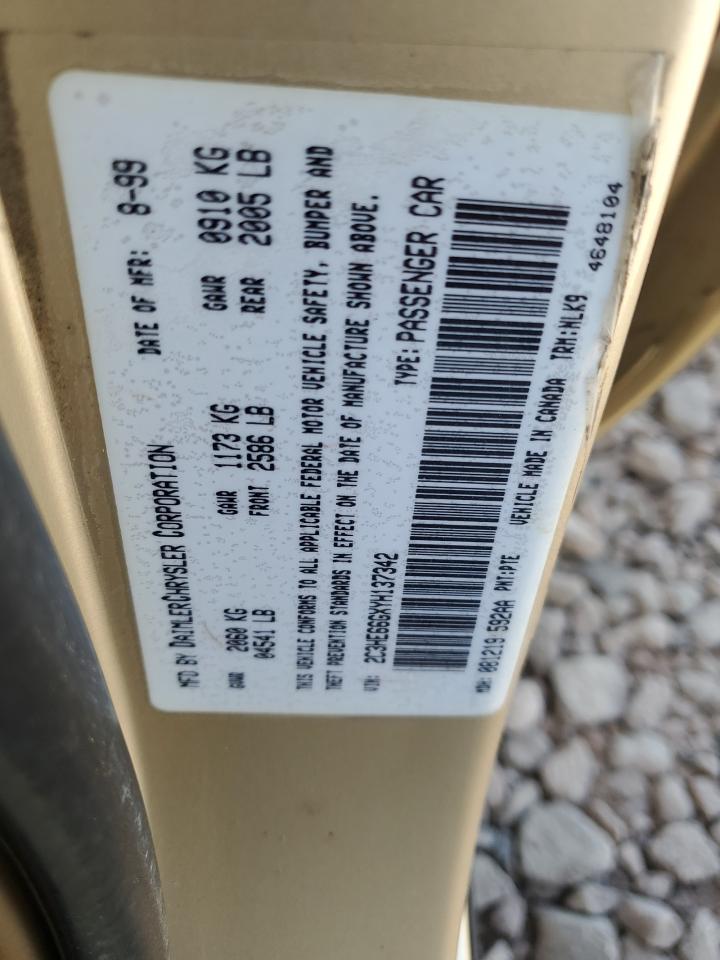 MFD BY DAIMLERCHRYSLER CORPORATION DATE OF MFR: 8-99
GVWR GAWR 1173 KG GAWR 0910 KG
2060 KG FRONT 2586 LB REAR 2005 LB
04541 LB
THIS VEHICLE CONFORMS TO ALL APPLICABLE FEDERAL MOTOR VEHICLE SAFETY, BUMPER AND
THEFT PREVENTION STANDARDS IN EFFECT ON THE DATE OF MANUFACTURE SHOWN ABOVE.
VIN: 2C3HE66GXYH137342 TYPE: PASSENGER CAR
MDH: 081219 592AA PNT:PTE VEHICLE MADE IN CANADA TRM:NLK9 4648104